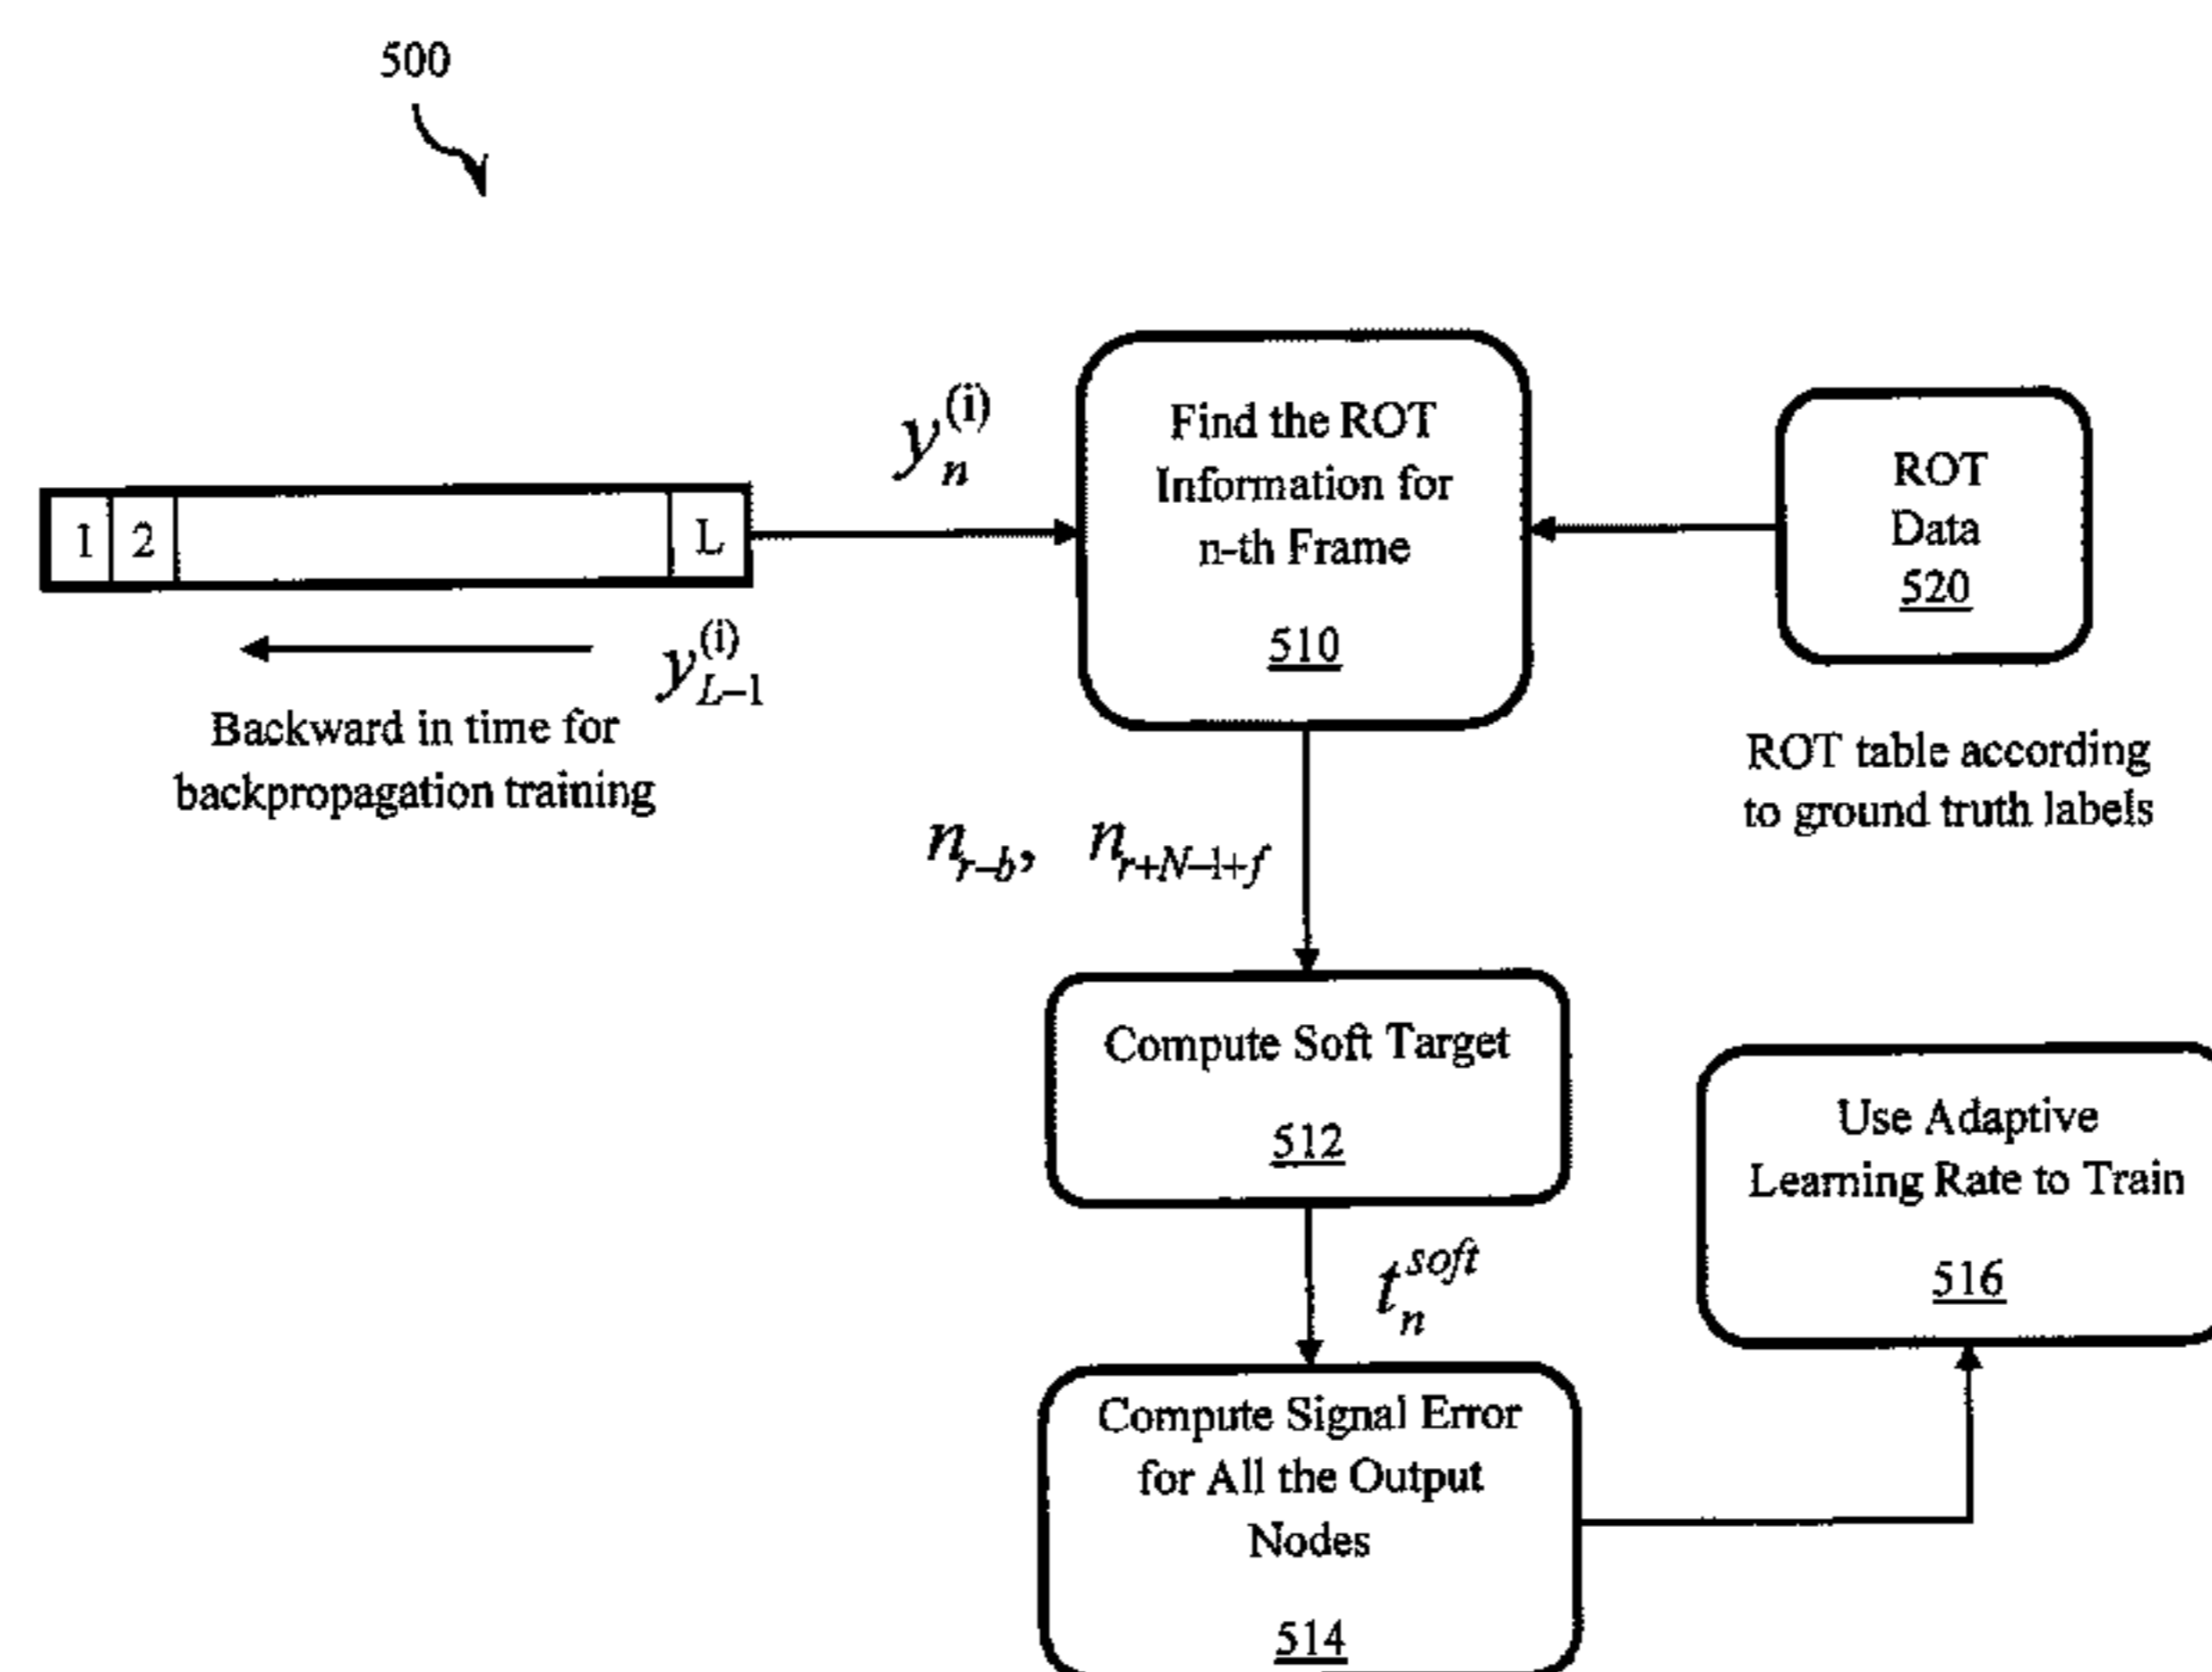 500
1 2 L
y_n^{(i)}
y_{L-1}^{(i)}
Backward in time for
backpropagation training
Find the ROT
Information for
n-th Frame
510
ROT
Data
520
ROT table according
to ground truth labels
n_{r-b}, n_{r+N-1+f}
Compute Soft Target
512
t_n^{soft}
Compute Signal Error
for All the Output
Nodes
514
Use Adaptive
Learning Rate to Train
516